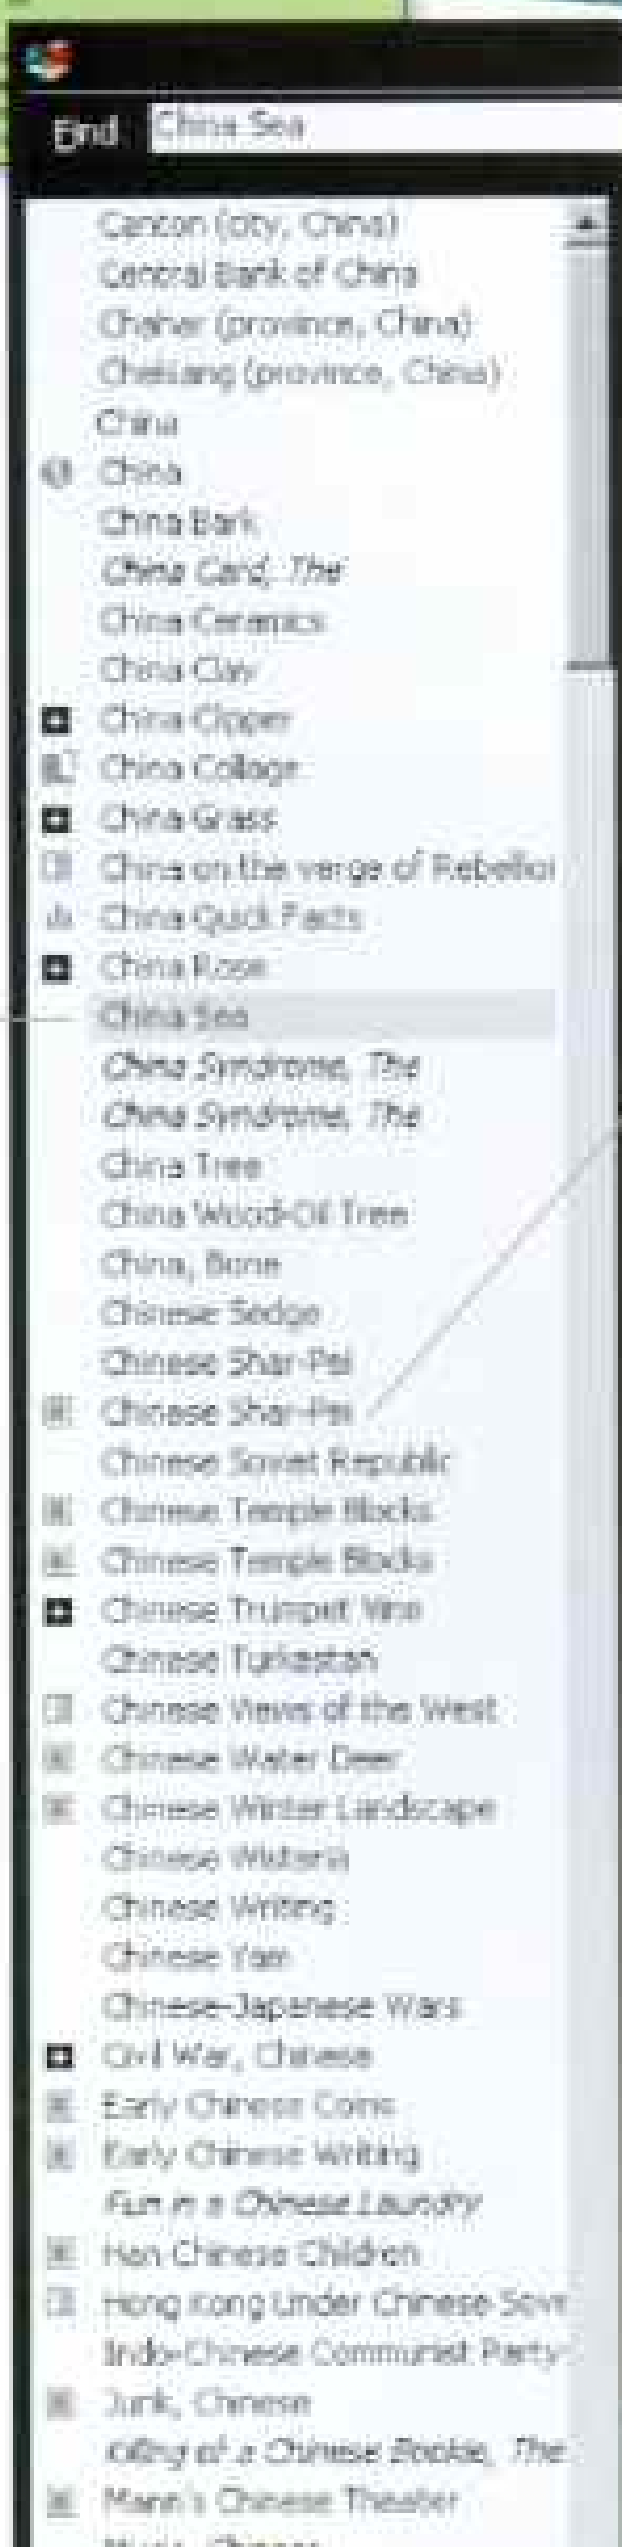 Find China Sea
Canton (city, China)
Central Bank of China
Chahar (province, China)
Chekiang (province, China)
China
China
China Bark
China Card, The
China Ceramics
China Clay
China Clipper
China Collage
China Grass
China on the verge of Rebellion
China Quick Facts
China Rose
China Sea
China Syndrome, The
China Syndrome, The
China Tree
China Wood-Oil Tree
China, Bone
Chinese Sedge
Chinese Shar-Pei
Chinese Shar-Pei
Chinese Soviet Republic
Chinese Temple Blocks
Chinese Temple Blocks
Chinese Trumpet Vine
Chinese Turkestan
Chinese Views of the West
Chinese Water Deer
Chinese Winter Landscape
Chinese Wisteria
Chinese Writing
Chinese Yam
Chinese-Japanese Wars
Civil War, Chinese
Early Chinese Coins
Early Chinese Writing
Fun in a Chinese Laundry
Han Chinese Children
Hong Kong Under Chinese Sove
Indo-Chinese Communist Party
Junk, Chinese
Killing of a Chinese Bookie, The
Mann's Chinese Theater